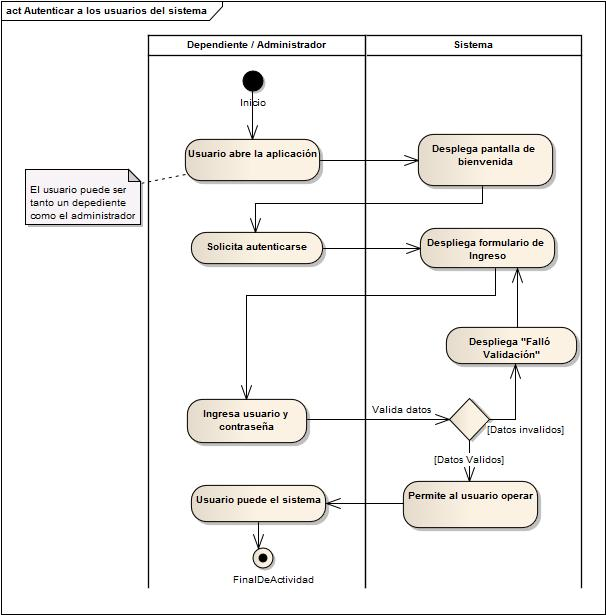 act Autenticar a los usuarios del sistema
Dependiente / Administrador
Sistema
Inicio
Usuario abre la aplicación
Desplega pantalla de
bienvenida
El usuario puede ser
tanto un depediente
como el administrador
Solicita autenticarse
Despliega formulario de
Ingreso
Despliega "Falló
Validación"
Ingresa usuario y
contraseña
Valida datos
[Datos invalidos]
[Datos Validos]
Usuario puede el sistema
Permite al usuario operar
FinalDeActividad